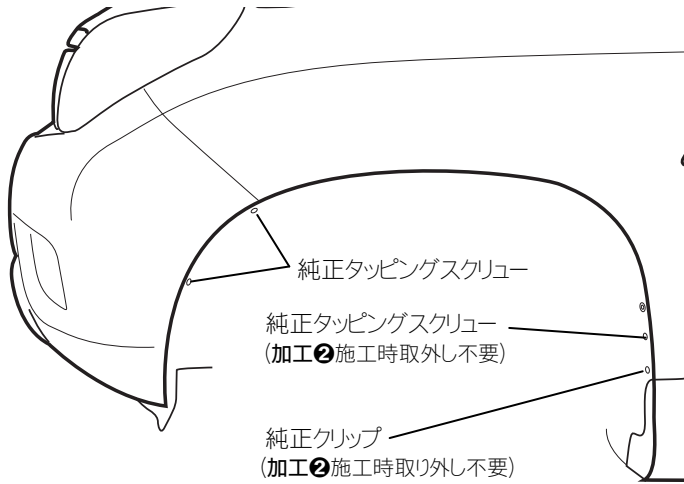 純正タッピングスクリュー
純正タッピングスクリュー
(加工❷施工時取外し不要)
純正クリップ
(加工❷施工時取り外し不要)